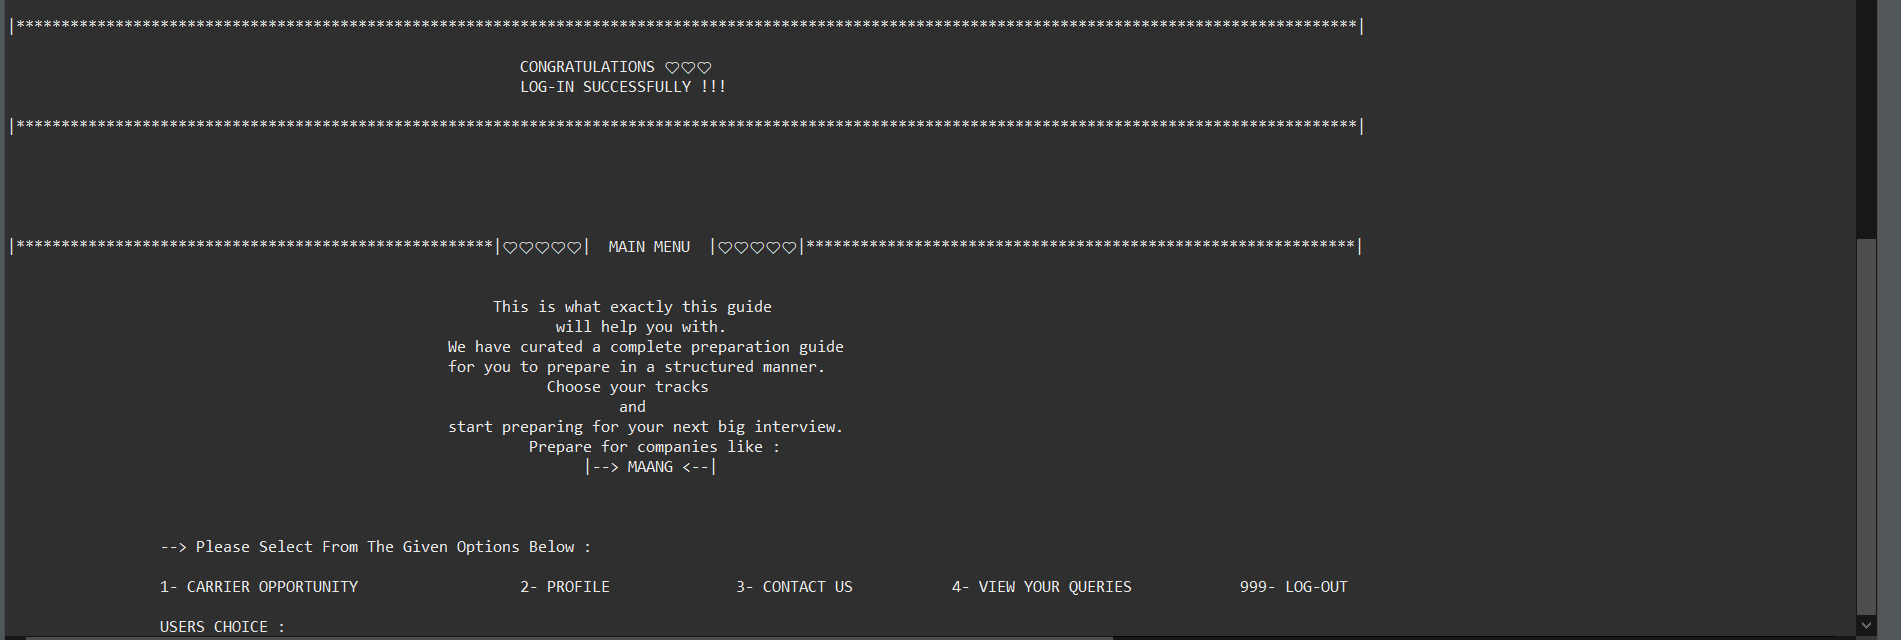 |*****************************************************************************************************************************************************|
CONGRATULATIONS ♡♡♡
LOG-IN SUCCESSFULLY !!!
|*****************************************************************************************************************************************************|
|*****************************************************|♡♡♡♡♡|  MAIN MENU  |♡♡♡♡♡|*************************************************************|
This is what exactly this guide
will help you with.
We have curated a complete preparation guide
for you to prepare in a structured manner.
Choose your tracks
and
start preparing for your next big interview.
Prepare for companies like :
|--> MAANG <--|
--> Please Select From The Given Options Below :
1- CARRIER OPPORTUNITY 2- PROFILE 3- CONTACT US 4- VIEW YOUR QUERIES 999- LOG-OUT
USERS CHOICE :